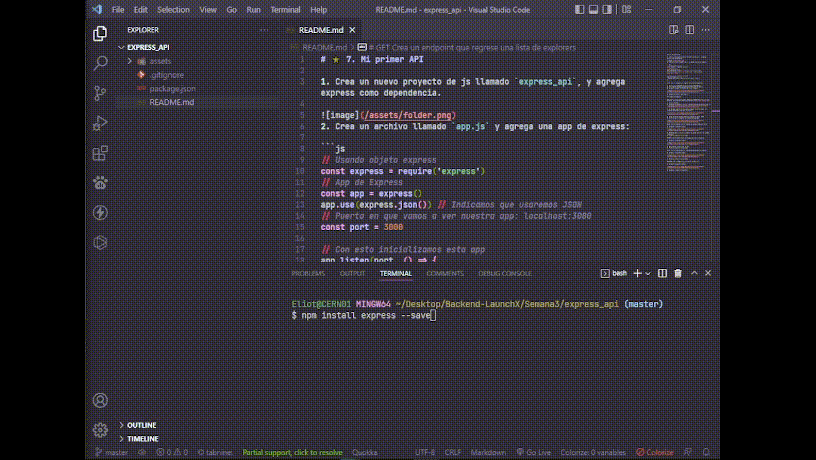 File Edit Selection View Go Run Terminal Help README.md - express_api - Visual Studio Code
EXPLORER
EXPRESS_API
assets
.gitignore
package.json
README.md
README.md
README.md > # GET Crea un endpoint que regrese una lista de explorers
1 # ★ 7. Mi primer API
2
3 1. Crea un nuevo proyecto de js llamado `express_api`, y agrega
express como dependencia.
4
5 ![image](/assets/folder.png)
6 2. Crea un archivo llamado `app.js` y agrega una app de express:
7
8 ```js
9 // Usando objeto express
10 const express = require('express')
11 // App de Express
12 const app = express()
13 app.use(express.json()) // Indicamos que usaremos JSON
14 // Puerto en que vamos a ver nuestra app: localhost:3000
15 const port = 3000
16
17 // Con esto inicializamos esta app
18 app.listen(port, () => {
PROBLEMS OUTPUT TERMINAL COMMENTS DEBUG CONSOLE bash
Eliot@CERN01 MINGW64 ~/Desktop/Backend-LaunchX/Semana3/express_api (master)
$ npm install express --save
OUTLINE
TIMELINE
master 0 0 tabnine Partial support, click to resolve Quokka UTF-8 CRLF Markdown Go Live Colorize: 0 variables Colorize